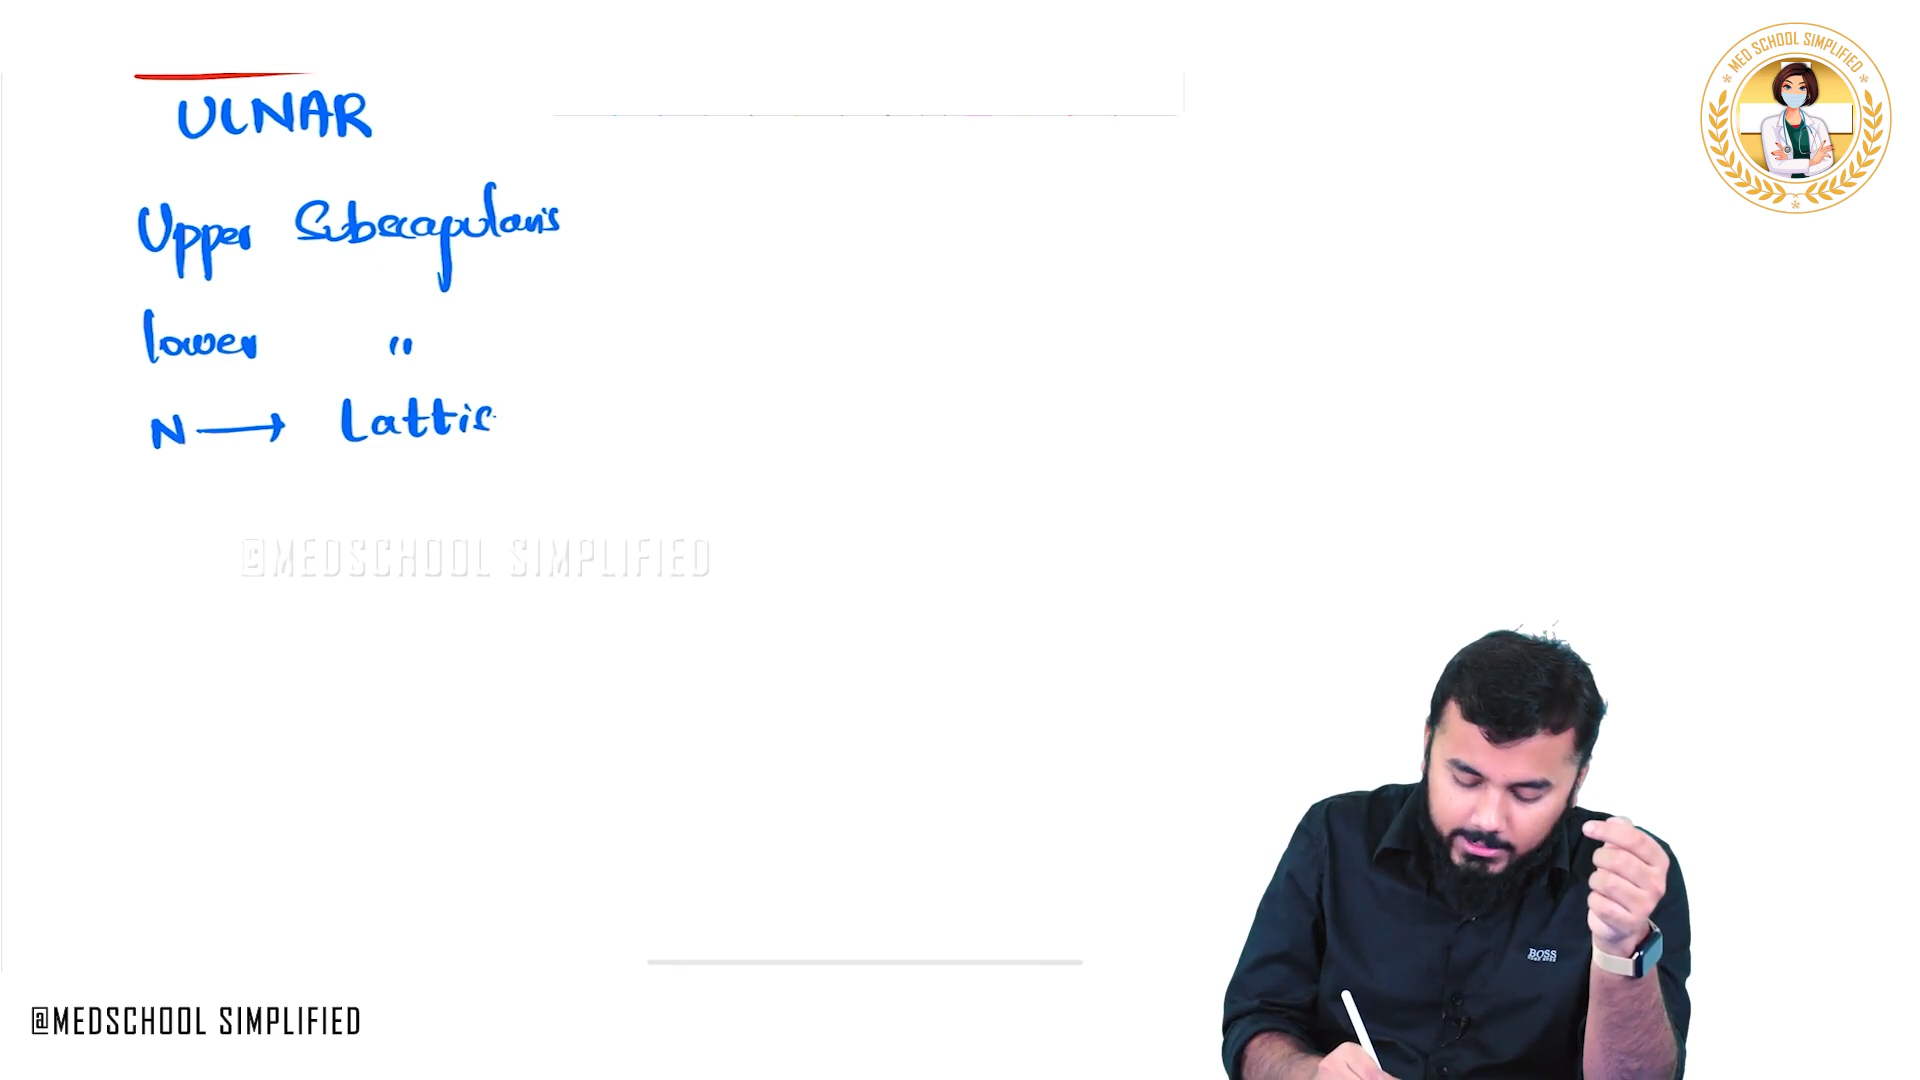 MED SCHOOL SIMPLIFIED
ULNAR
Upper Subscapularis
lower "
N → Lattis
@MEDSCHOOL SIMPLIFIED
BOSS
@MEDSCHOOL SIMPLIFIED